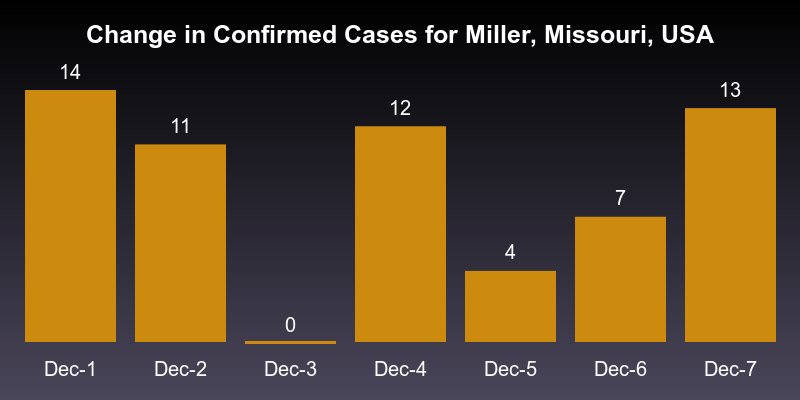 Change in Confirmed Cases for Miller, Missouri, USA
14
11
0
12
4
7
13
Dec-1
Dec-2
Dec-3
Dec-4
Dec-5
Dec-6
Dec-7